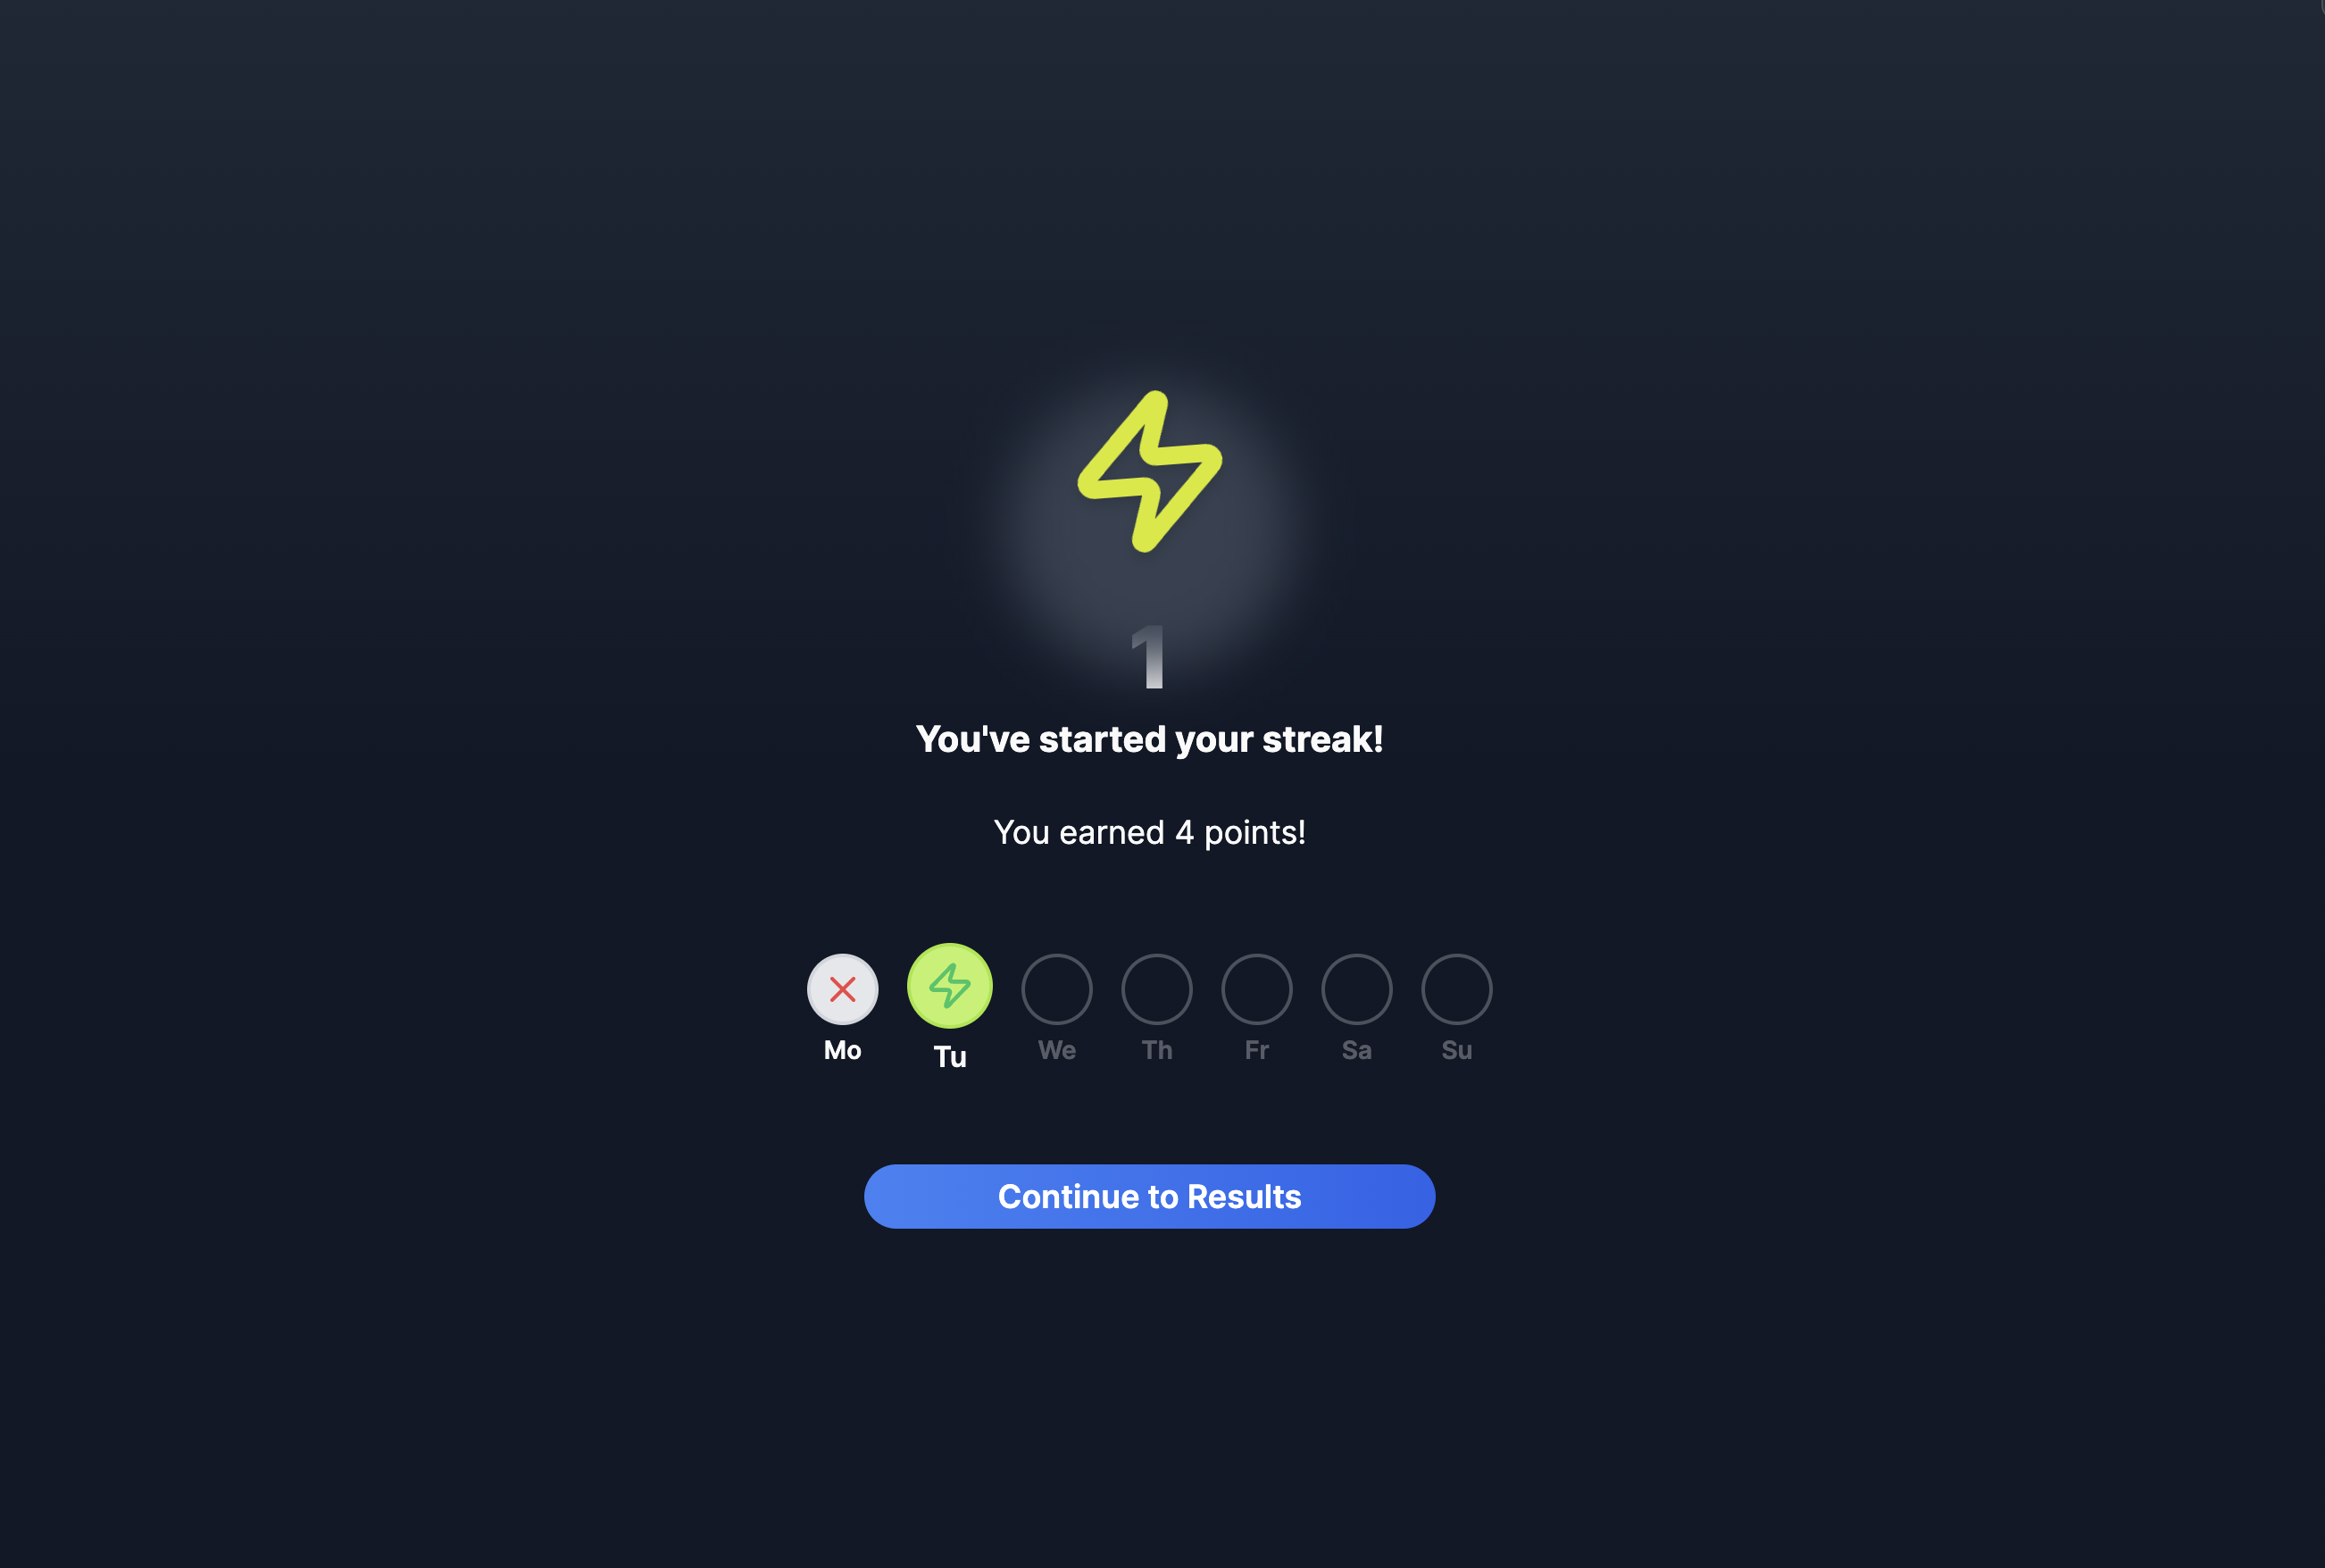 1
You've started your streak!
You earned 4 points!
Mo Tu We Th Fr Sa Su
Continue to Results